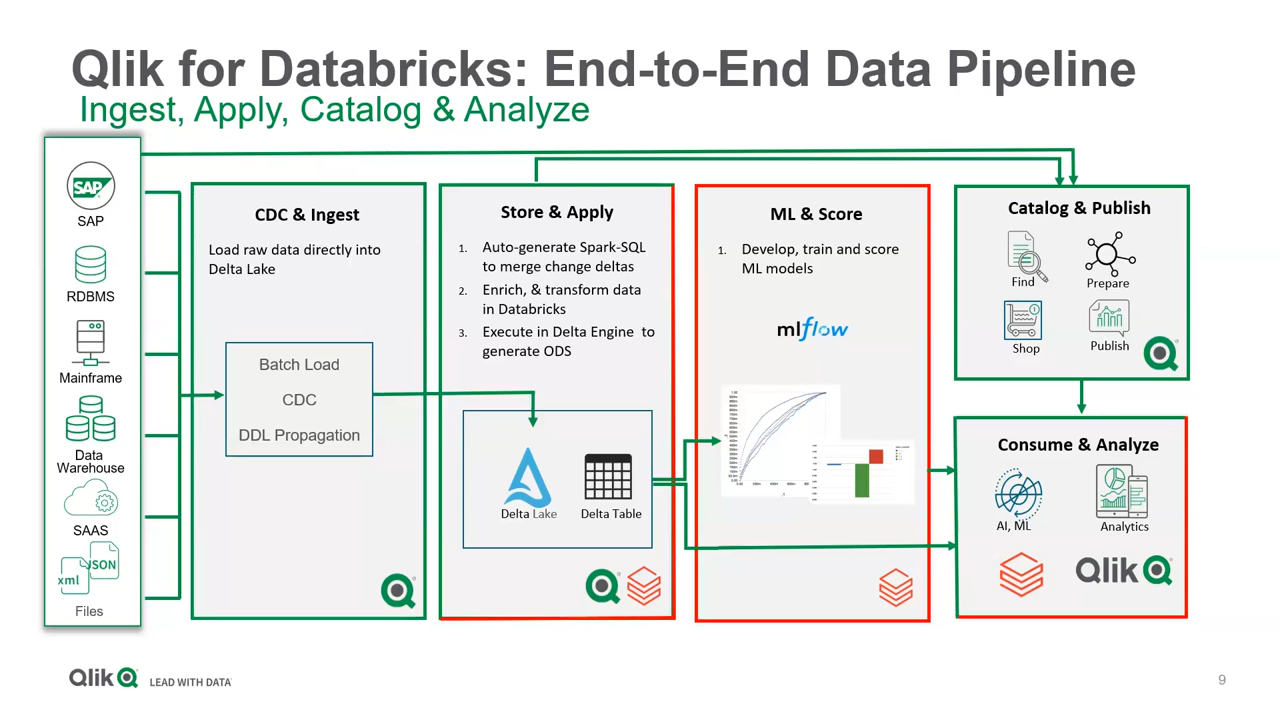 Qlik for Databricks: End-to-End Data Pipeline
Ingest, Apply, Catalog & Analyze
SAP
SAP
RDBMS
Mainframe
Data
Warehouse
SAAS
JSON
xml
Files
CDC & Ingest
Load raw data directly into
Delta Lake
Batch Load
CDC
DDL Propagation
Store & Apply
1. Auto-generate Spark-SQL
to merge change deltas
2. Enrich, & transform data
in Databricks
3. Execute in Delta Engine to
generate ODS
Delta Lake
Delta Table
ML & Score
1. Develop, train and score
ML models
mlflow
Catalog & Publish
Find
Prepare
Shop
Publish
Consume & Analyze
AI, ML
Analytics
Qlik
Qlik LEAD WITH DATA
9